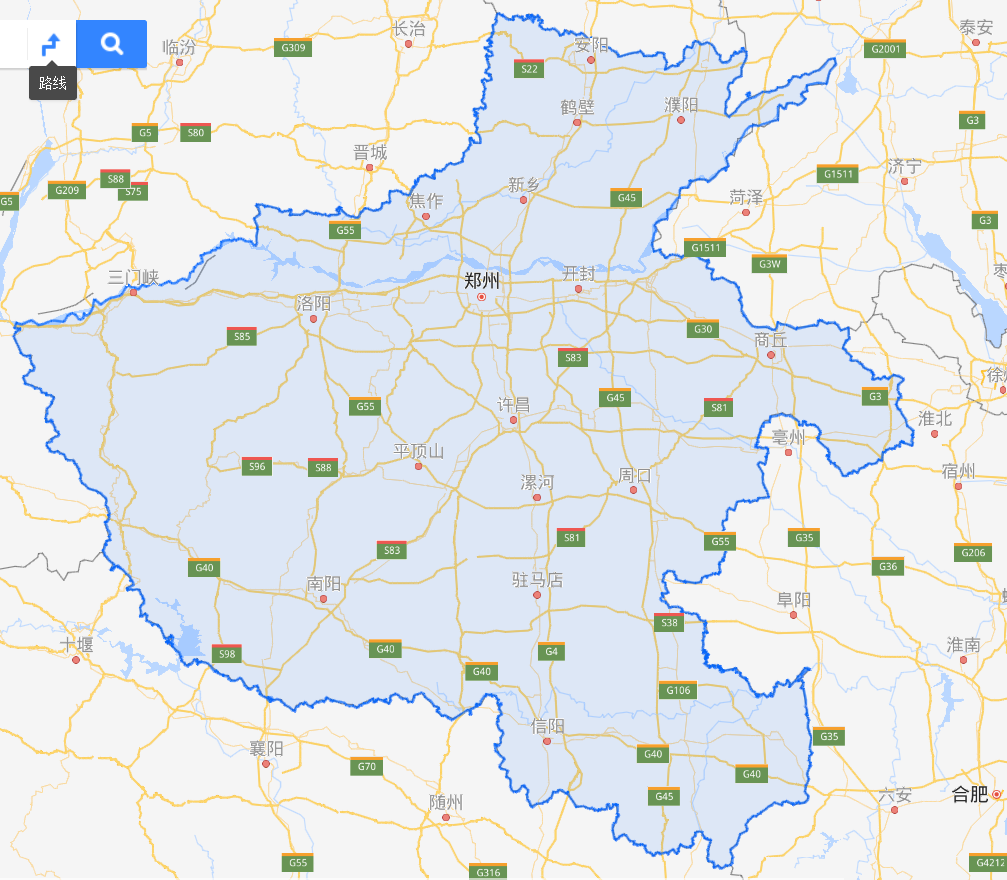 长治
泰安
临汾
G309
安阳
G2001
S22
路线
鹤壁
濮阳
G3
G5
S80
晋城
济宁
G1511
S88
G209
S75
新乡
焦作
G45
菏泽
G5
G3
G55
G1511
G3W
三门峡
郑州
开封
洛阳
G30
S85
商丘
S83
G3
G45
G55
许昌
S81
淮北
亳州
平顶山
S96
S88
宿州
漯河
周口
S81
G55
G35
S83
G206
G40
G36
驻马店
南阳
阜阳
S38
十堰
G40
G4
淮南
S98
G40
G106
信阳
G35
襄阳
G40
G70
G40
六安
合肥
G45
随州
G55
G316
G4212